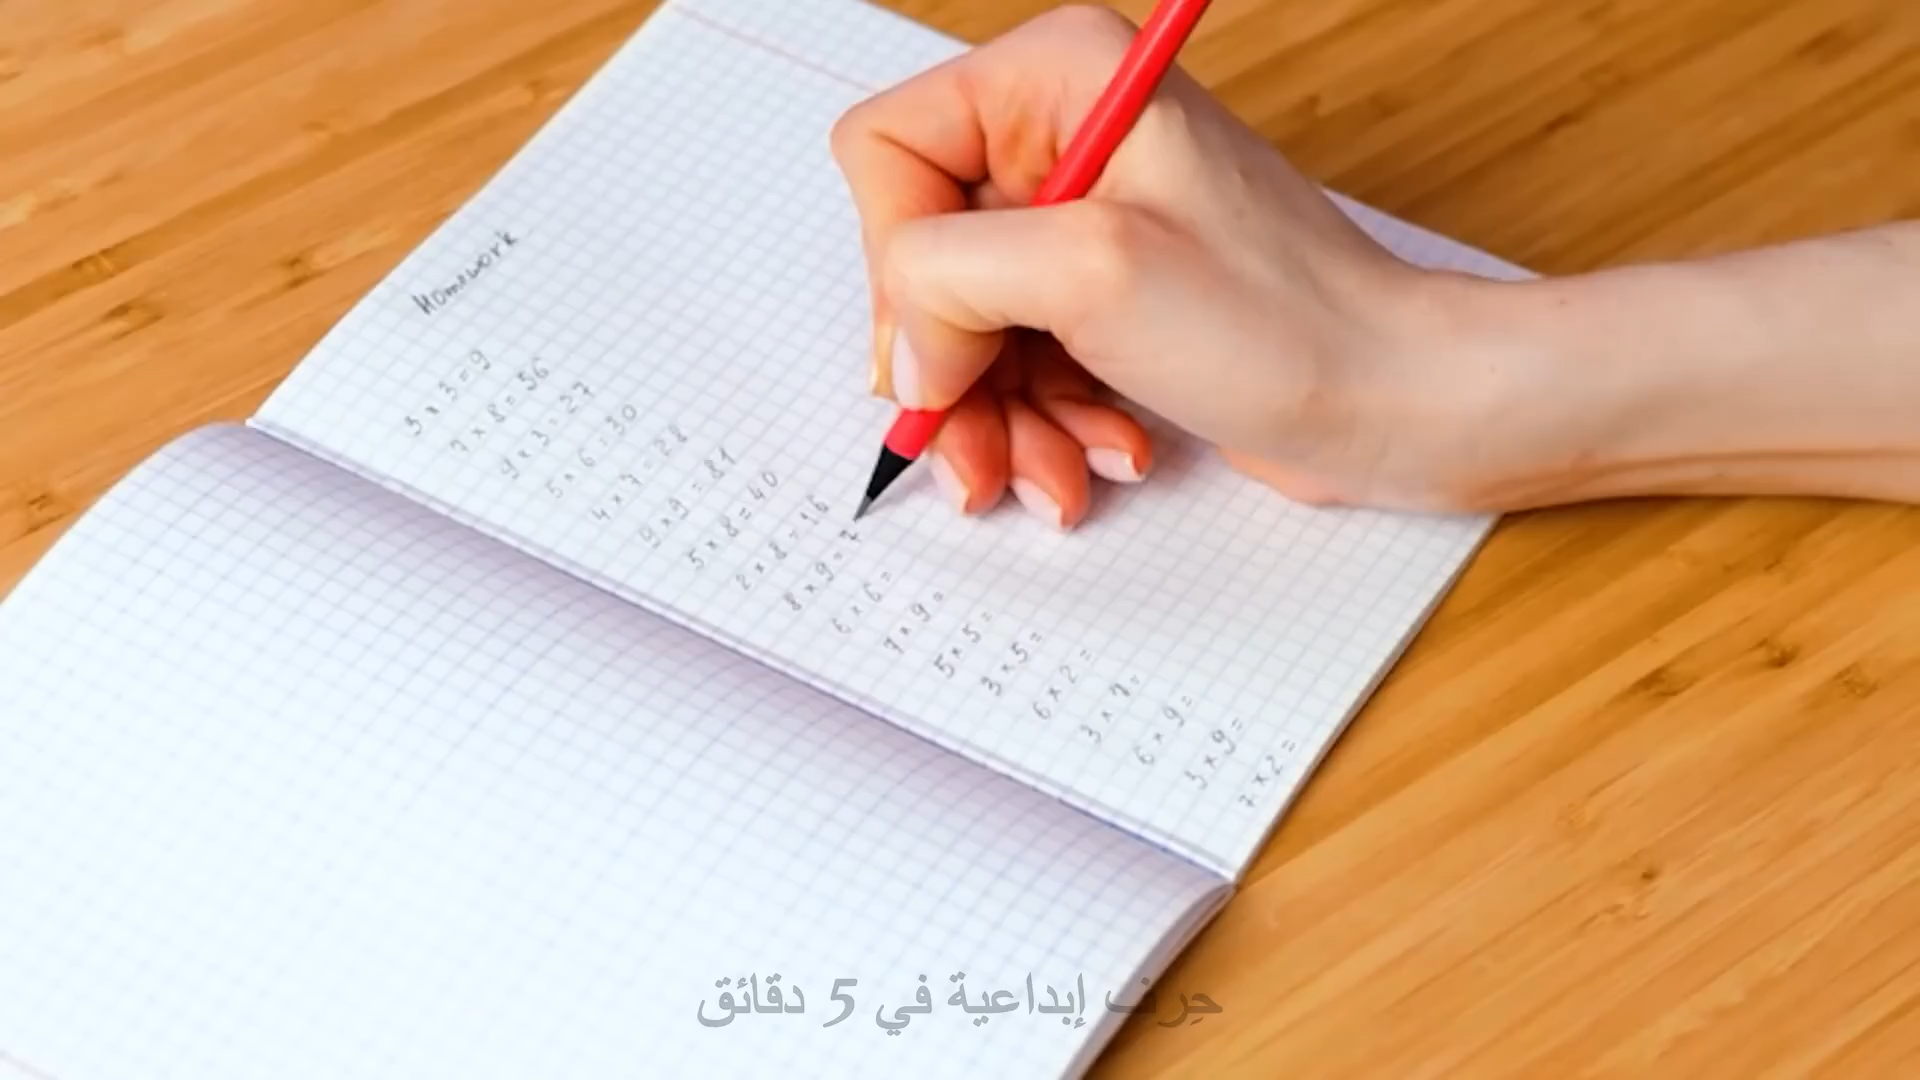 Homework
3 x 3 = 9
7 x 8 = 56
9 x 3 = 27
5 x 6 = 30
4 x 7 = 28
9 x 9 = 81
5 x 8 = 40
2 x 8 = 16
8 x 9 = 7
6 x 6 =
7 x 9 =
5 x 5 =
3 x 5 =
6 x 2 =
3 x 7 =
6 x 9 =
3 x 9 =
7 x 2 =
حِرف إبداعية في 5 دقائق